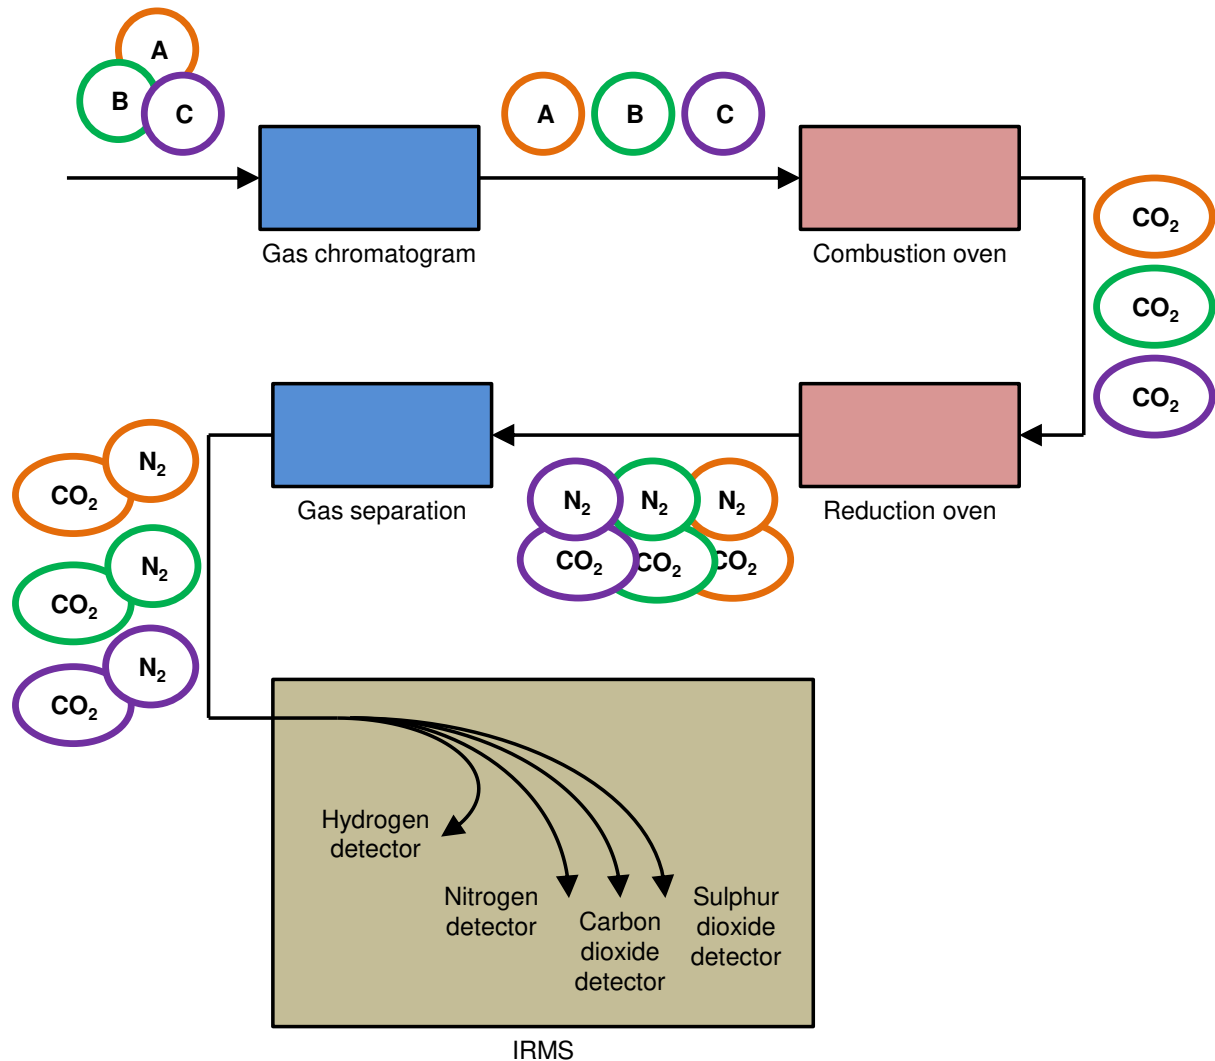 A
B
C
A
B
C
Gas chromatogram
Combustion oven
CO₂
CO₂
CO₂
Reduction oven
N₂
N₂
N₂
CO₂
CO₂
CO₂
Gas separation
N₂
CO₂
N₂
CO₂
N₂
CO₂
Hydrogen
detector
Nitrogen
detector
Carbon
dioxide
detector
Sulphur
dioxide
detector
IRMS